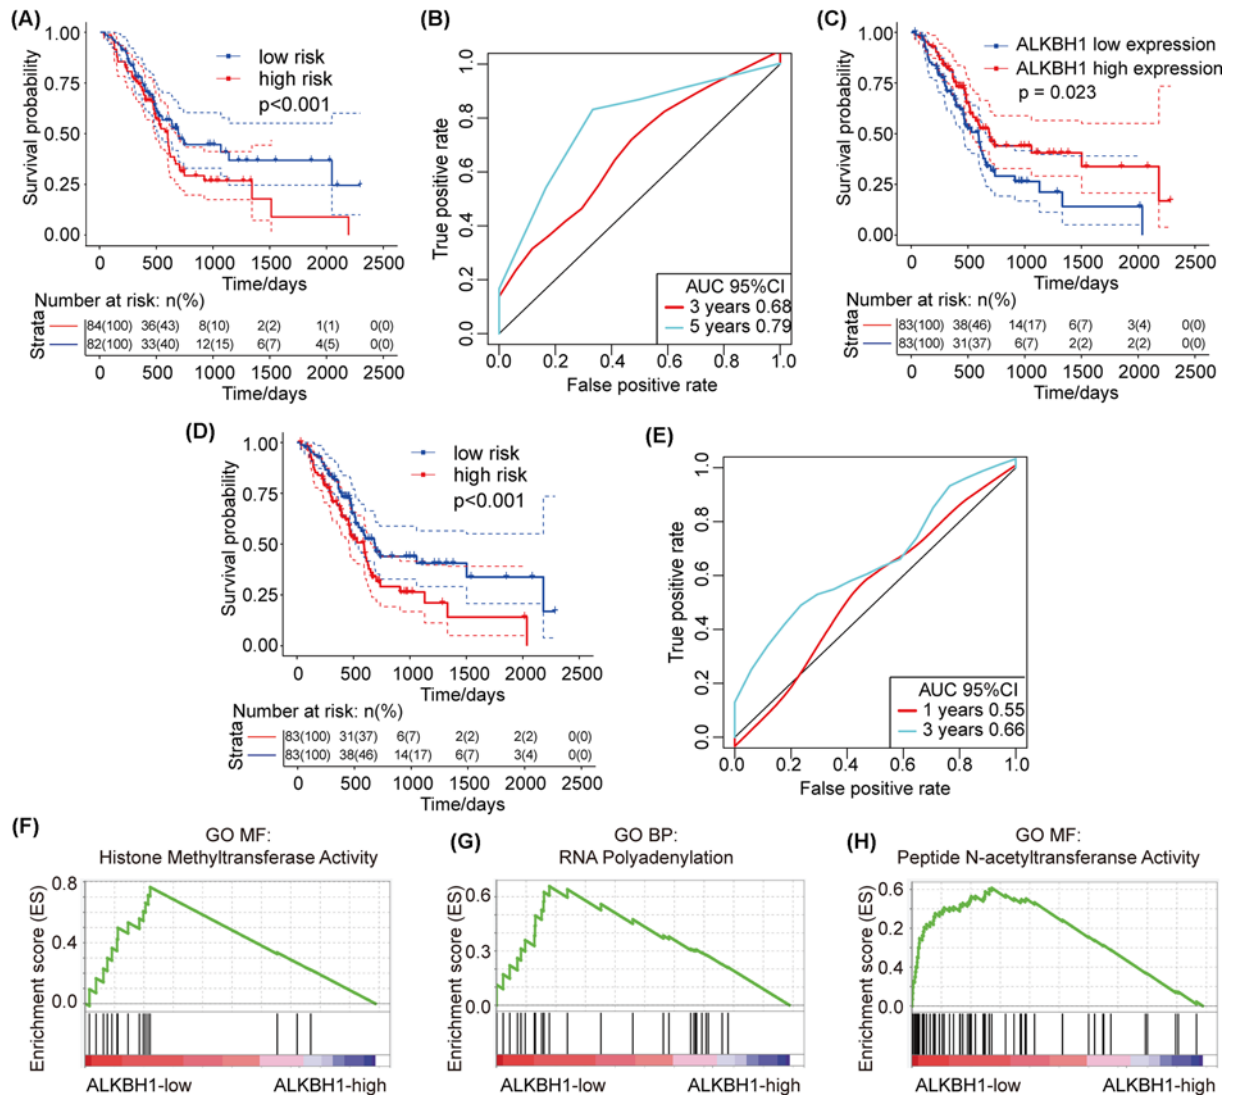 (A)
Survival probability
1.00
0.75
0.50
0.25
0.00
low risk
high risk
p<0.001
0 500 1000 1500 2000 2500
Time/days
Number at risk: n(%)
Strata
84(100) 36(43) 8(10) 2(2) 1(1) 0(0)
82(100) 33(40) 12(15) 6(7) 4(5) 0(0)
0 500 1000 1500 2000 2500
Time/days
(B)
True positive rate
1.0
0.8
0.6
0.4
0.2
0.0
AUC 95%CI
3 years 0.68
5 years 0.79
0.0 0.2 0.4 0.6 0.8 1.0
False positive rate
(C)
Survival probability
1.00
0.75
0.50
0.25
0.00
ALKBH1 low expression
ALKBH1 high expression
p = 0.023
0 500 1000 1500 2000 2500
Time/days
Number at risk: n(%)
Strata
83(100) 38(46) 14(17) 6(7) 3(4) 0(0)
83(100) 31(37) 6(7) 2(2) 2(2) 0(0)
0 500 1000 1500 2000 2500
Time/days
(D)
Survival probability
1.00
0.75
0.50
0.25
0.00
low risk
high risk
p<0.001
0 500 1000 1500 2000 2500
Time/days
Number at risk: n(%)
Strata
83(100) 31(37) 6(7) 2(2) 2(2) 0(0)
83(100) 38(46) 14(17) 6(7) 3(4) 0(0)
0 500 1000 1500 2000 2500
Time/days
(E)
True positive rate
1.0
0.8
0.6
0.4
0.2
0.0
AUC 95%CI
1 years 0.55
3 years 0.66
0.0 0.2 0.4 0.6 0.8 1.0
False positive rate
(F)
GO MF:
Histone Methyltransferase Activity
Enrichment score (ES)
0.8
0.4
0.0
ALKBH1-low ALKBH1-high
(G)
GO BP:
RNA Polyadenylation
Enrichment score (ES)
0.6
0.3
0.0
ALKBH1-low ALKBH1-high
(H)
GO MF:
Peptide N-acetyltransferanse Activity
Enrichment score (ES)
0.6
0.2
0.4
0
ALKBH1-low ALKBH1-high